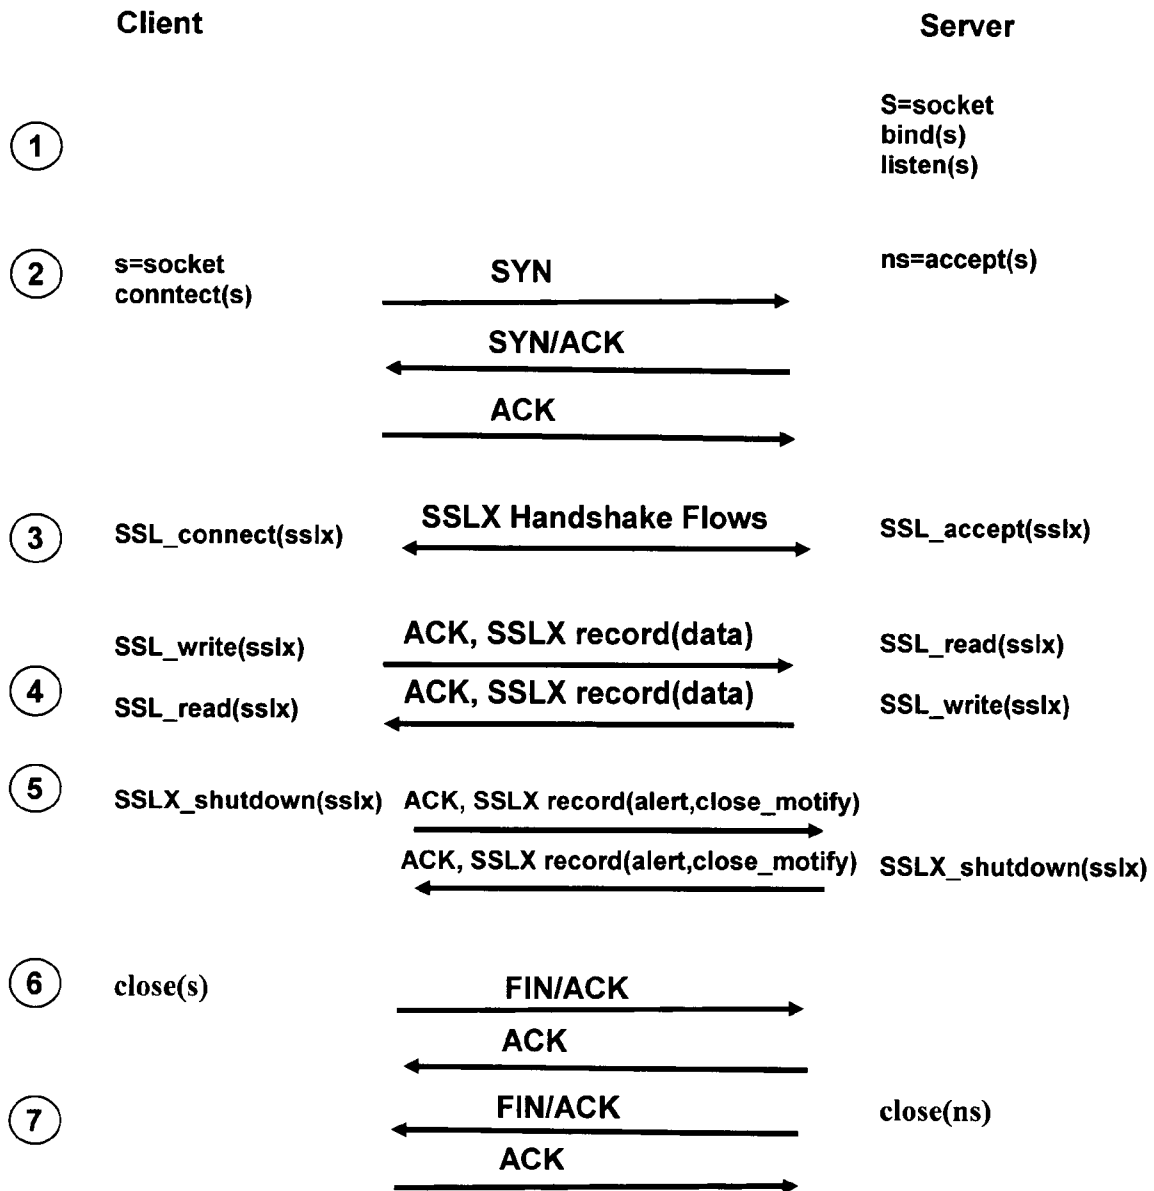 Client
Server
1
S=socket
bind(s)
listen(s)
2
s=socket
conntect(s)
SYN
ns=accept(s)
SYN/ACK
ACK
3
SSL_connect(sslx)
SSLX Handshake Flows
SSL_accept(sslx)
4
SSL_write(sslx)
ACK, SSLX record(data)
SSL_read(sslx)
SSL_read(sslx)
ACK, SSLX record(data)
SSL_write(sslx)
5
SSLX_shutdown(sslx)
ACK, SSLX record(alert,close_motify)
ACK, SSLX record(alert,close_motify)
SSLX_shutdown(sslx)
6
close(s)
FIN/ACK
ACK
7
FIN/ACK
close(ns)
ACK